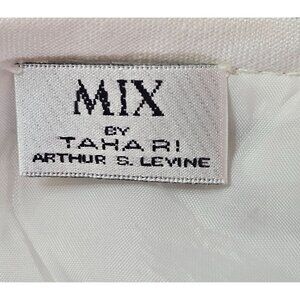 MIX
BY
TAHARI
ARTHUR S. LEVINE